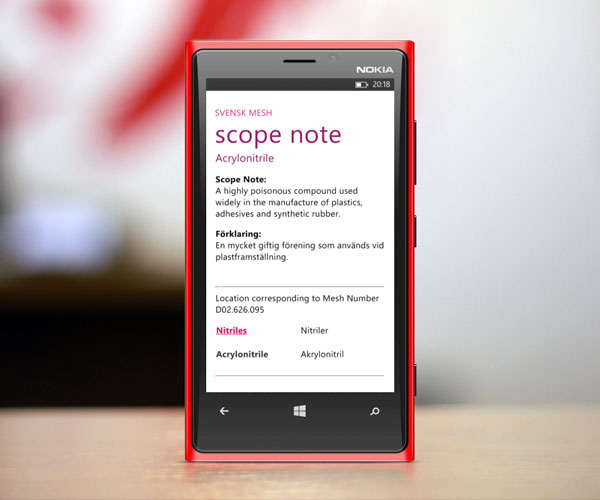 NOKIA
20:18
SVENSK MESH
scope note
Acrylonitrile
Scope Note:
A highly poisonous compound used
widely in the manufacture of plastics,
adhesives and synthetic rubber.
Förklaring:
En mycket giftig förening som används vid
plastframställning.
Location corresponding to Mesh Number
D02.626.095
Nitriles Nitriler
Acrylonitrile Akrylonitril